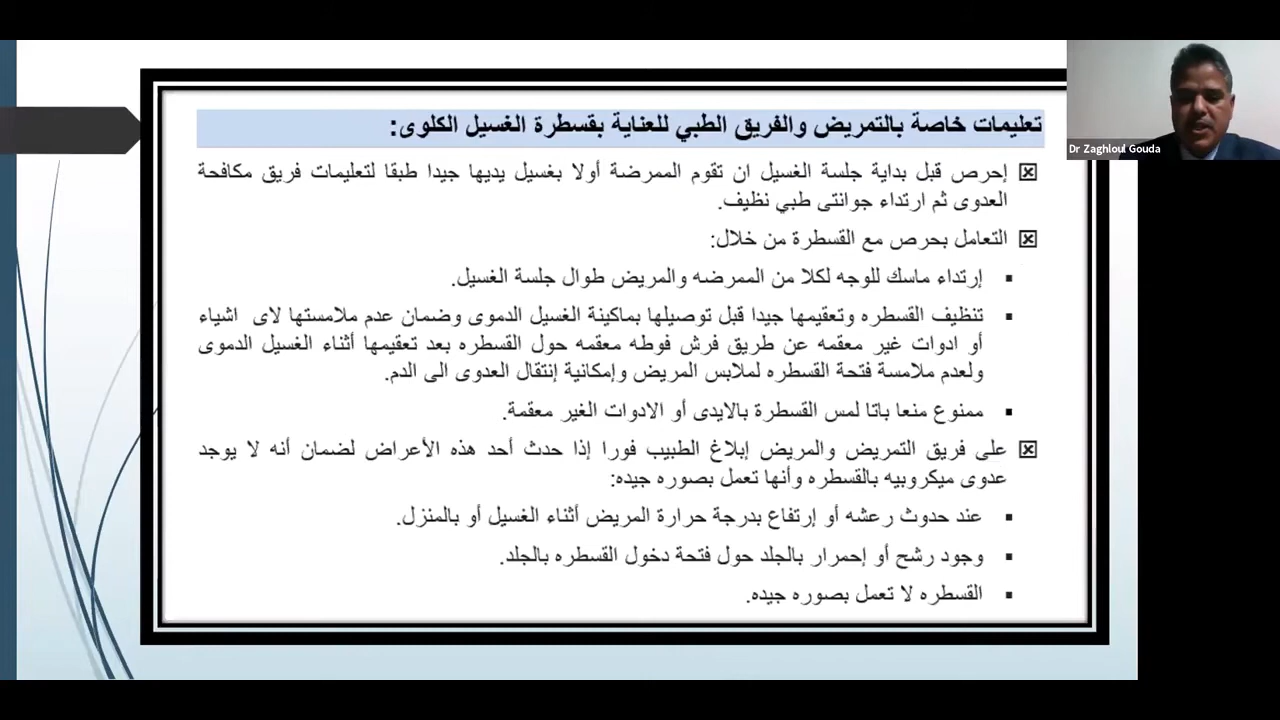 تعليمات خاصة بالتمريض والفريق الطبي للعناية بقسطرة الغسيل الكلوى:
إحرص قبل بداية جلسة الغسيل ان تقوم الممرضة أولا بغسيل يديها جيدا طبقا لتعليمات فريق مكافحة
العدوى ثم ارتداء جوانتى طبي نظيف.
التعامل بحرص مع القسطرة من خلال:
إرتداء ماسك للوجه لكلا من الممرضه والمريض طوال جلسة الغسيل.
تنظيف القسطره وتعقيمها جيدا قبل توصيلها بماكينة الغسيل الدموى وضمان عدم ملامستها لاى اشياء
أو ادوات غير معقمه عن طريق فرش فوطه معقمه حول القسطره بعد تعقيمها أثناء الغسيل الدموى
ولعدم ملامسة فتحة القسطره لملابس المريض وإمكانية إنتقال العدوى الى الدم.
ممنوع منعا باتا لمس القسطرة بالايدى أو الادوات الغير معقمة.
على فريق التمريض والمريض إبلاغ الطبيب فورا إذا حدث أحد هذه الأعراض لضمان أنه لا يوجد
عدوى ميكروبيه بالقسطره وأنها تعمل بصوره جيده:
عند حدوث رعشه أو إرتفاع بدرجة حرارة المريض أثناء الغسيل أو بالمنزل.
وجود رشح أو إحمرار بالجلد حول فتحة دخول القسطره بالجلد.
القسطره لا تعمل بصوره جيده.
Dr Zaghloul Gouda